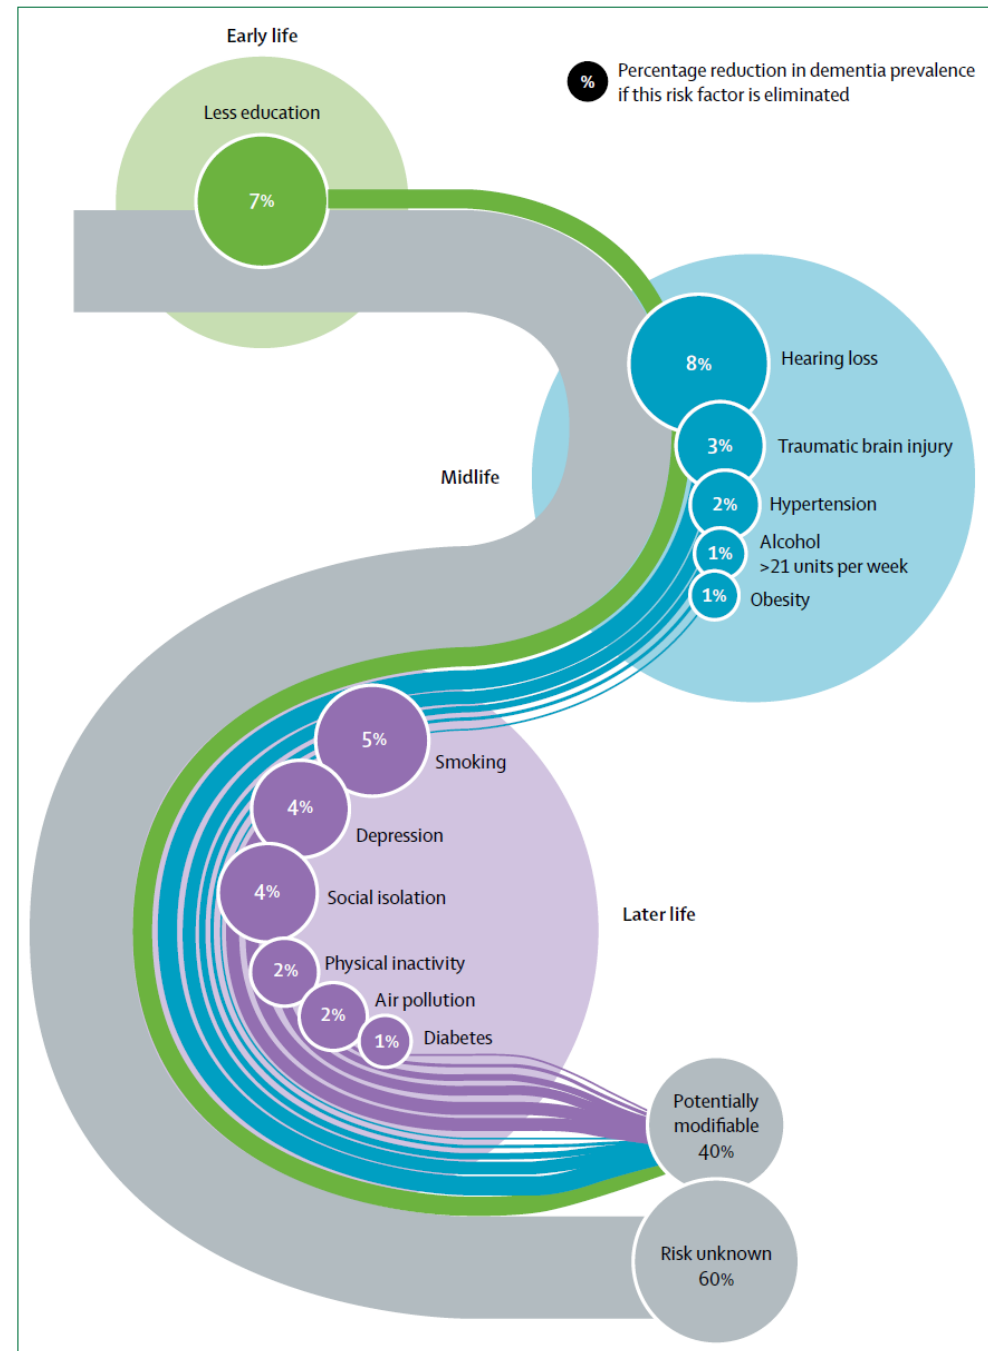 Early life
%
Percentage reduction in dementia prevalence
if this risk factor is eliminated
Less education
7%
8%
Hearing loss
3%
Traumatic brain injury
Midlife
2%
Hypertension
1%
Alcohol
>21 units per week
1%
Obesity
5%
Smoking
4%
Depression
4%
Social isolation
Later life
2%
Physical inactivity
2%
Air pollution
1%
Diabetes
Potentially
modifiable
40%
Risk unknown
60%